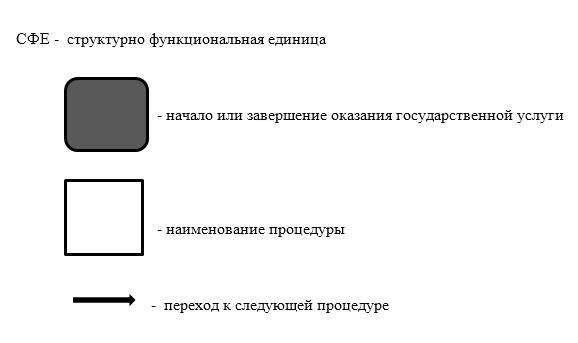 СФЕ - структурно функциональная единица
- начало или завершение оказания государственной услуги
- наименование процедуры
- переход к следующей процедуре